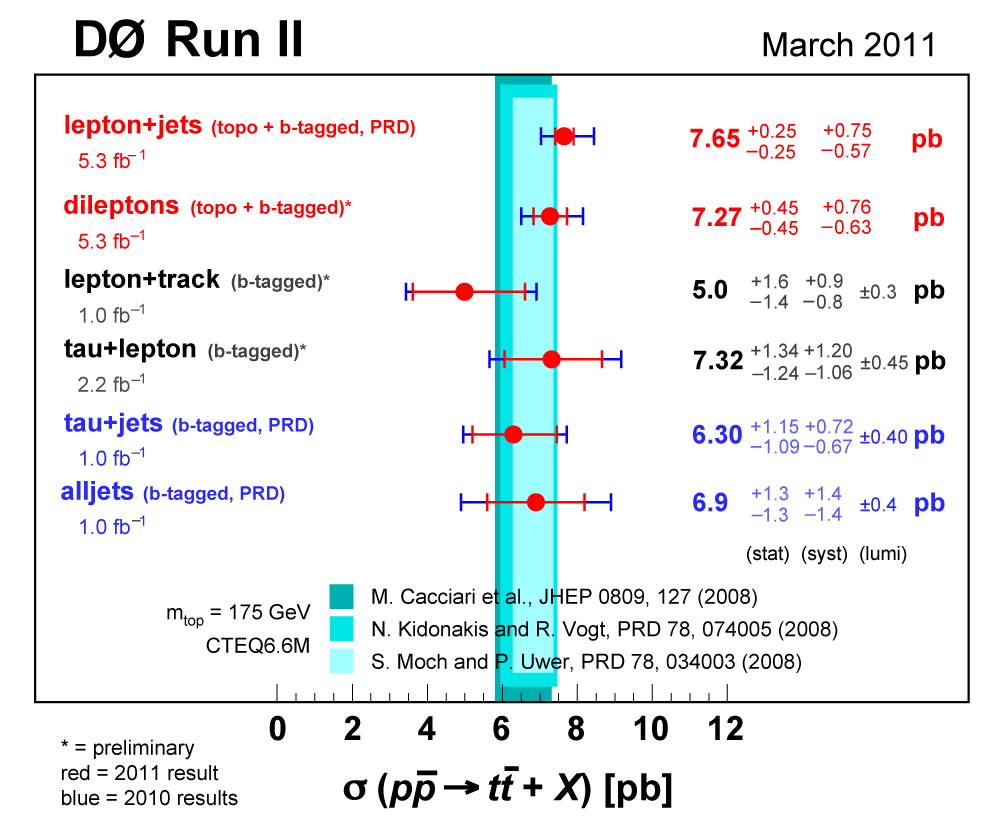 DØ Run II
March 2011
lepton+jets (topo + b-tagged, PRD) 7.65 +0.25 −0.25 +0.75 −0.57 pb
5.3 fb⁻¹
dileptons (topo + b-tagged)* 7.27 +0.45 −0.45 +0.76 −0.63 pb
5.3 fb⁻¹
lepton+track (b-tagged)* 5.0 +1.6 −1.4 +0.9 −0.8 ±0.3 pb
1.0 fb⁻¹
tau+lepton (b-tagged)* 7.32 +1.34 −1.24 +1.20 −1.06 ±0.45 pb
2.2 fb⁻¹
tau+jets (b-tagged, PRD) 6.30 +1.15 −1.09 +0.72 −0.67 ±0.40 pb
1.0 fb⁻¹
alljets (b-tagged, PRD) 6.9 +1.3 −1.3 +1.4 −1.4 ±0.4 pb
1.0 fb⁻¹
(stat) (syst) (lumi)
m_top = 175 GeV
CTEQ6.6M
M. Cacciari et al., JHEP 0809, 127 (2008)
N. Kidonakis and R. Vogt, PRD 78, 074005 (2008)
S. Moch and P. Uwer, PRD 78, 034003 (2008)
0 2 4 6 8 10 12
* = preliminary
red = 2011 result
blue = 2010 results
σ (pp̄ → tt̄ + X) [pb]